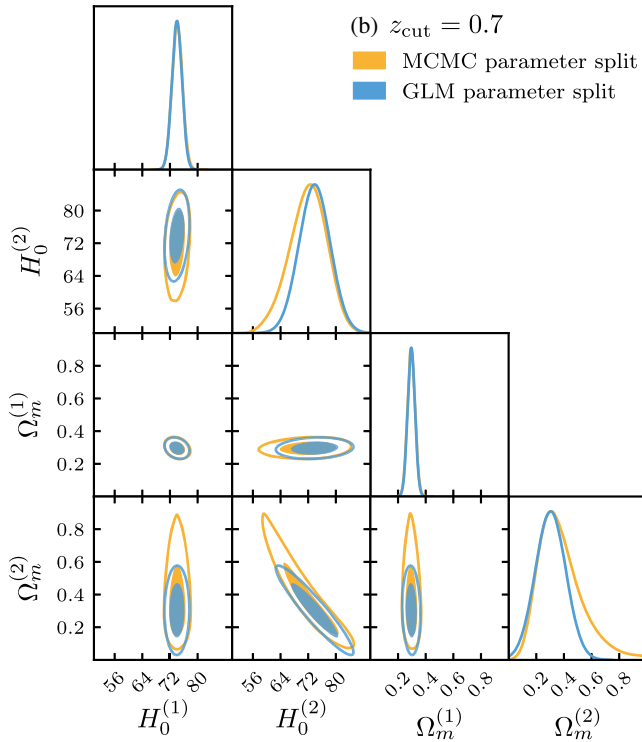 (b) z_cut = 0.7
MCMC parameter split
GLM parameter split
80
72
64
56
H_0^(2)
0.8
0.6
0.4
0.2
Ω_m^(1)
0.8
0.6
0.4
0.2
Ω_m^(2)
56 64 72 80
56 64 72 80
0.2 0.4 0.6 0.8
0.2 0.4 0.6 0.8
H_0^(1)
H_0^(2)
Ω_m^(1)
Ω_m^(2)